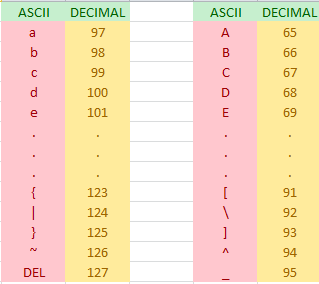 ASCII DECIMAL ASCII DECIMAL
a 97 A 65
b 98 B 66
c 99 C 67
d 100 D 68
e 101 E 69
. . . .
. . . .
. . . .
{ 123 [ 91
| 124 \ 92
} 125 ] 93
~ 126 ^ 94
DEL 127 _ 95